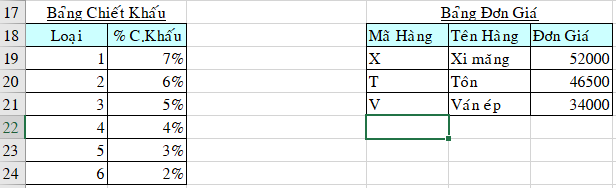 17 Bảng Chiết Khấu Bảng Đơn Giá
18 Loại % C.Khấu Mã Hàng Tên Hàng Đơn Giá
19 1 7% X Xi măng 52000
20 2 6% T Tôn 46500
21 3 5% V Ván ép 34000
22 4 4%
23 5 3%
24 6 2%